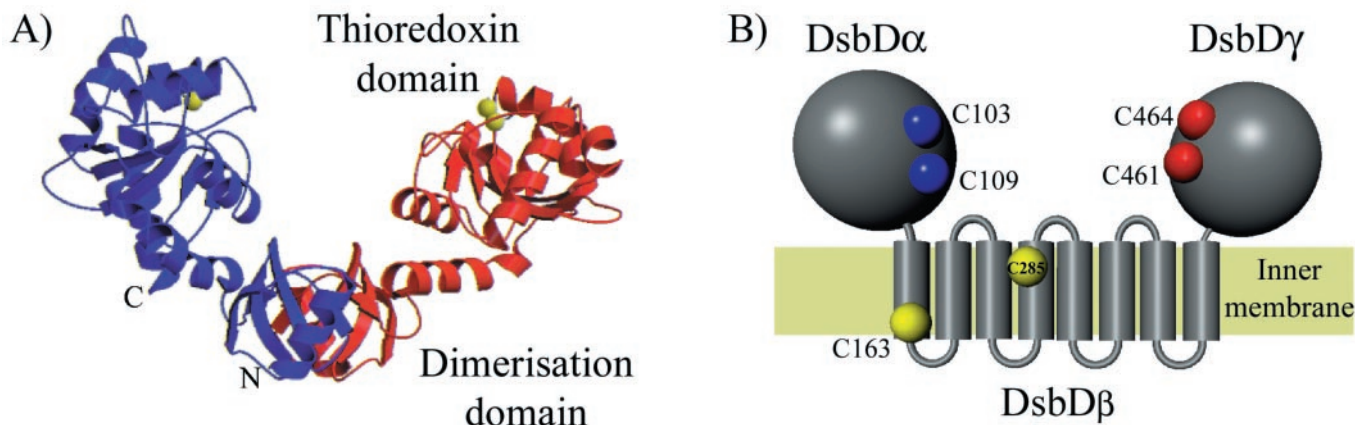 A)
Thioredoxin
domain
C
N
Dimerisation
domain
B)
DsbDα
DsbDγ
C103
C109
C464
C461
C285
C163
Inner
membrane
DsbDβ